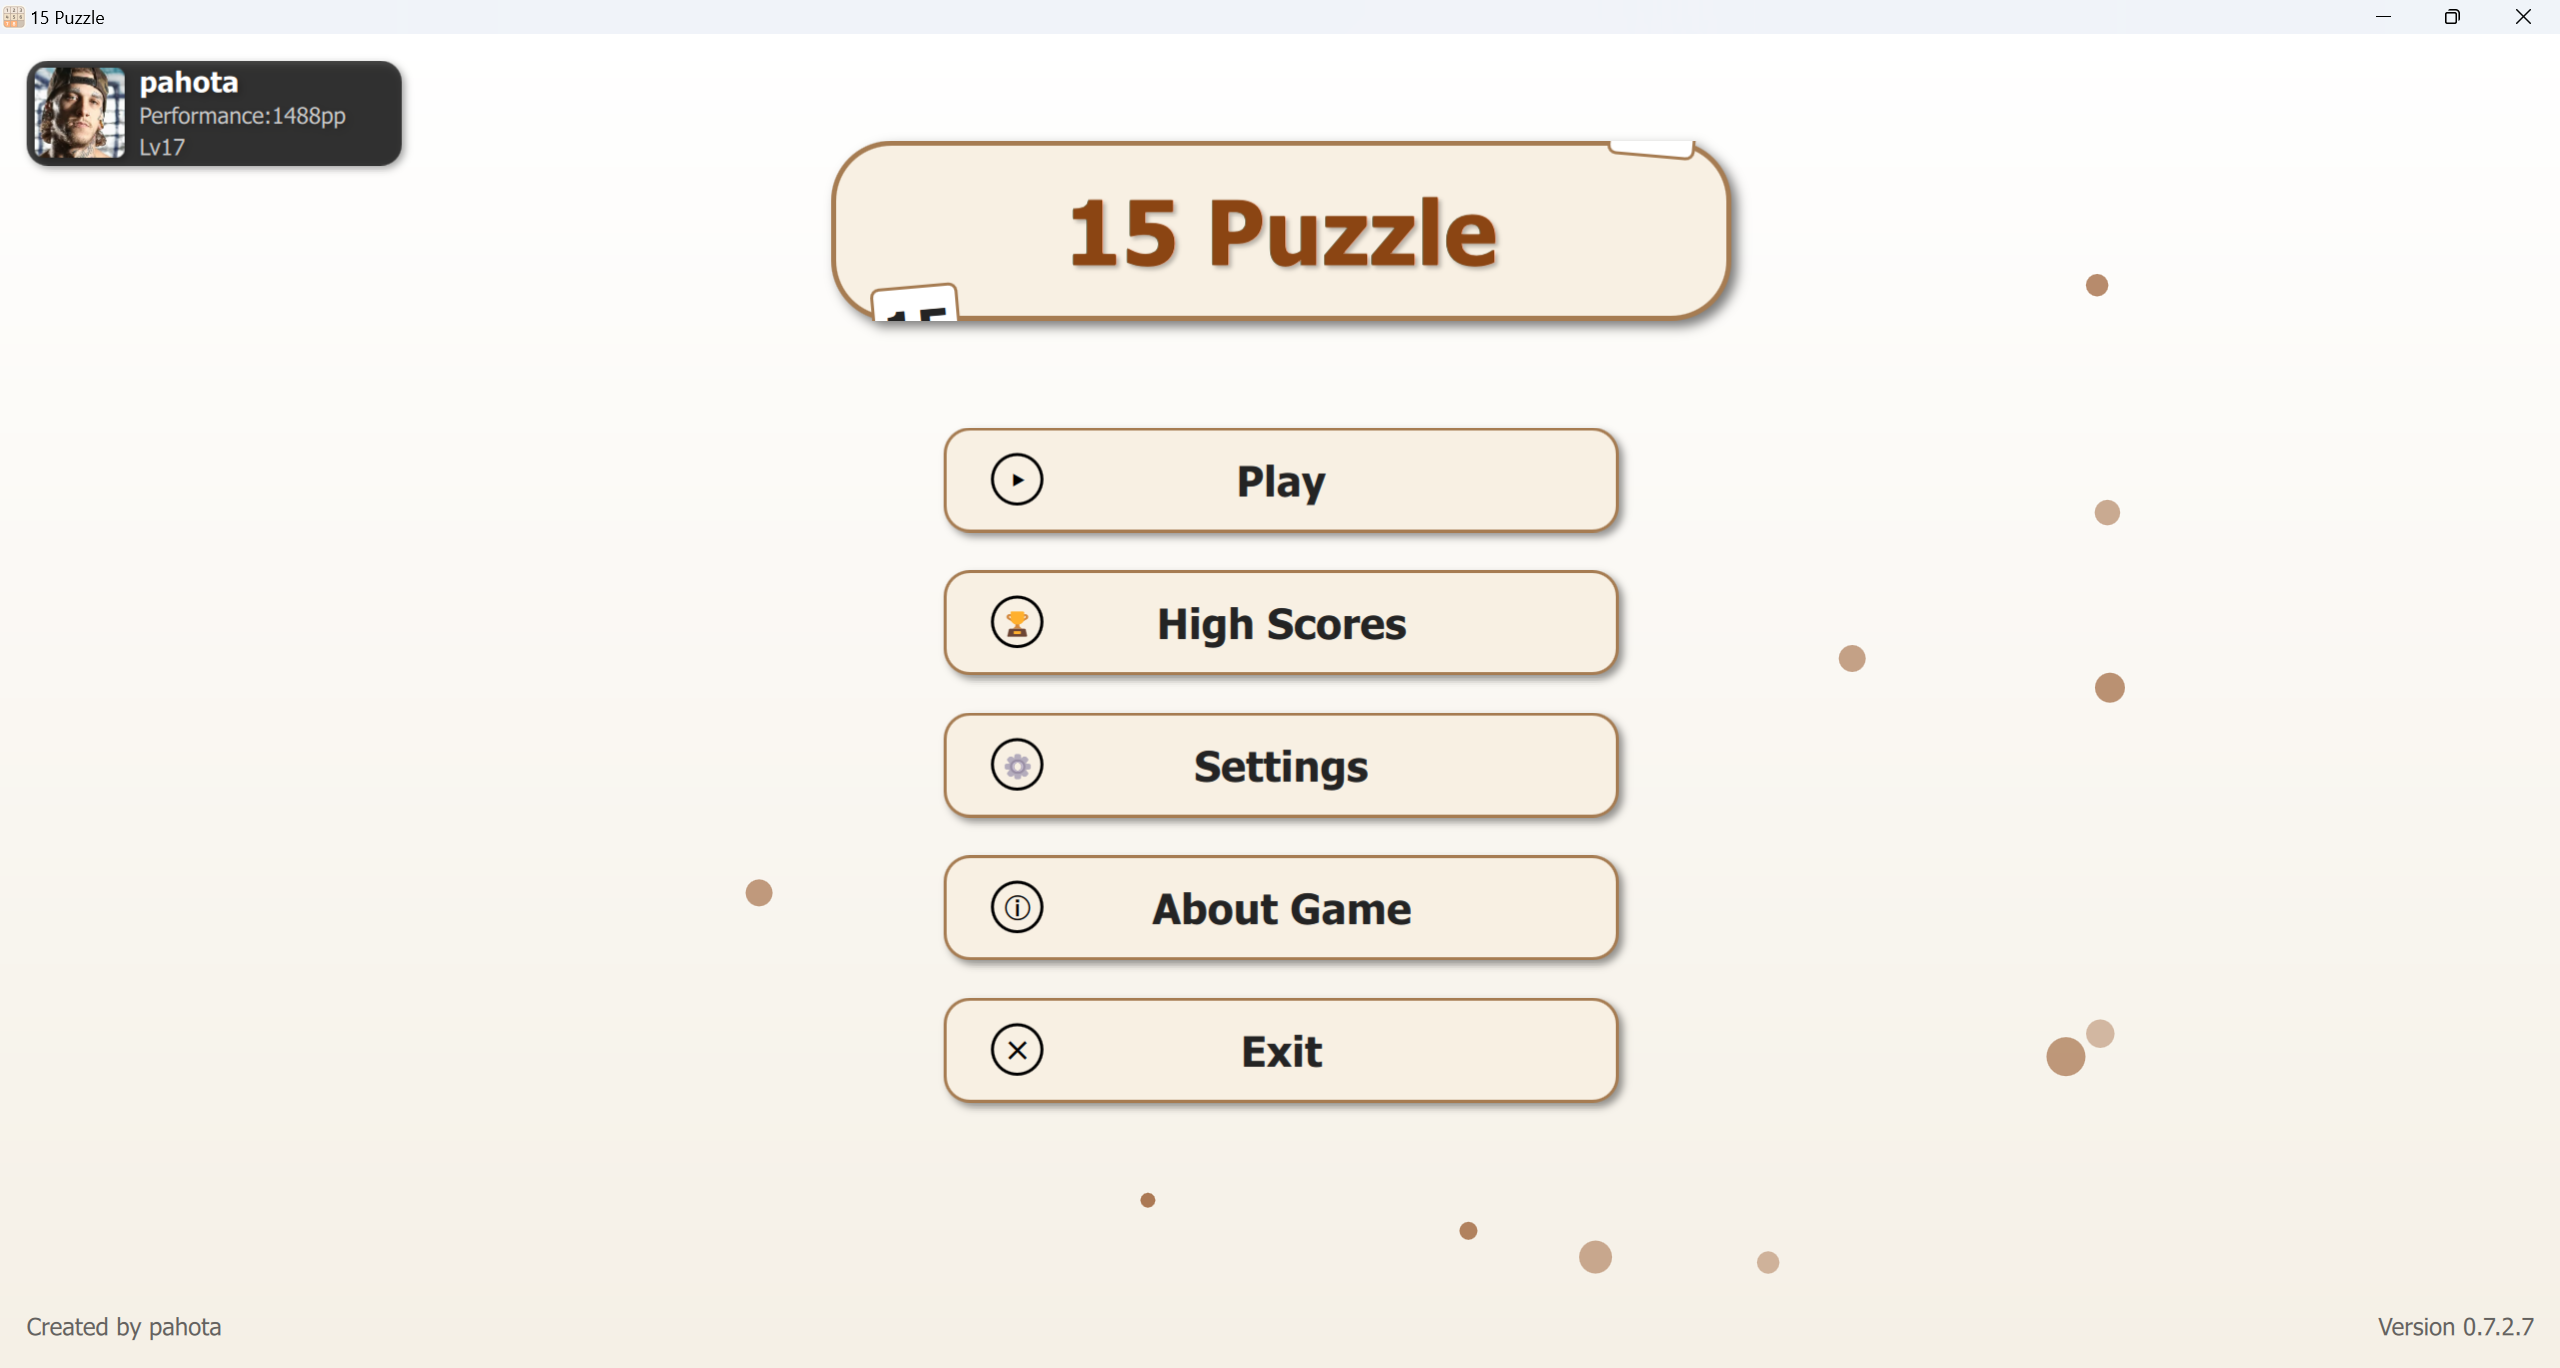 15 Puzzle
pahota
Performance:1488pp
Lv17
15 Puzzle
15
Play
High Scores
Settings
About Game
Exit
Created by pahota
Version 0.7.2.7